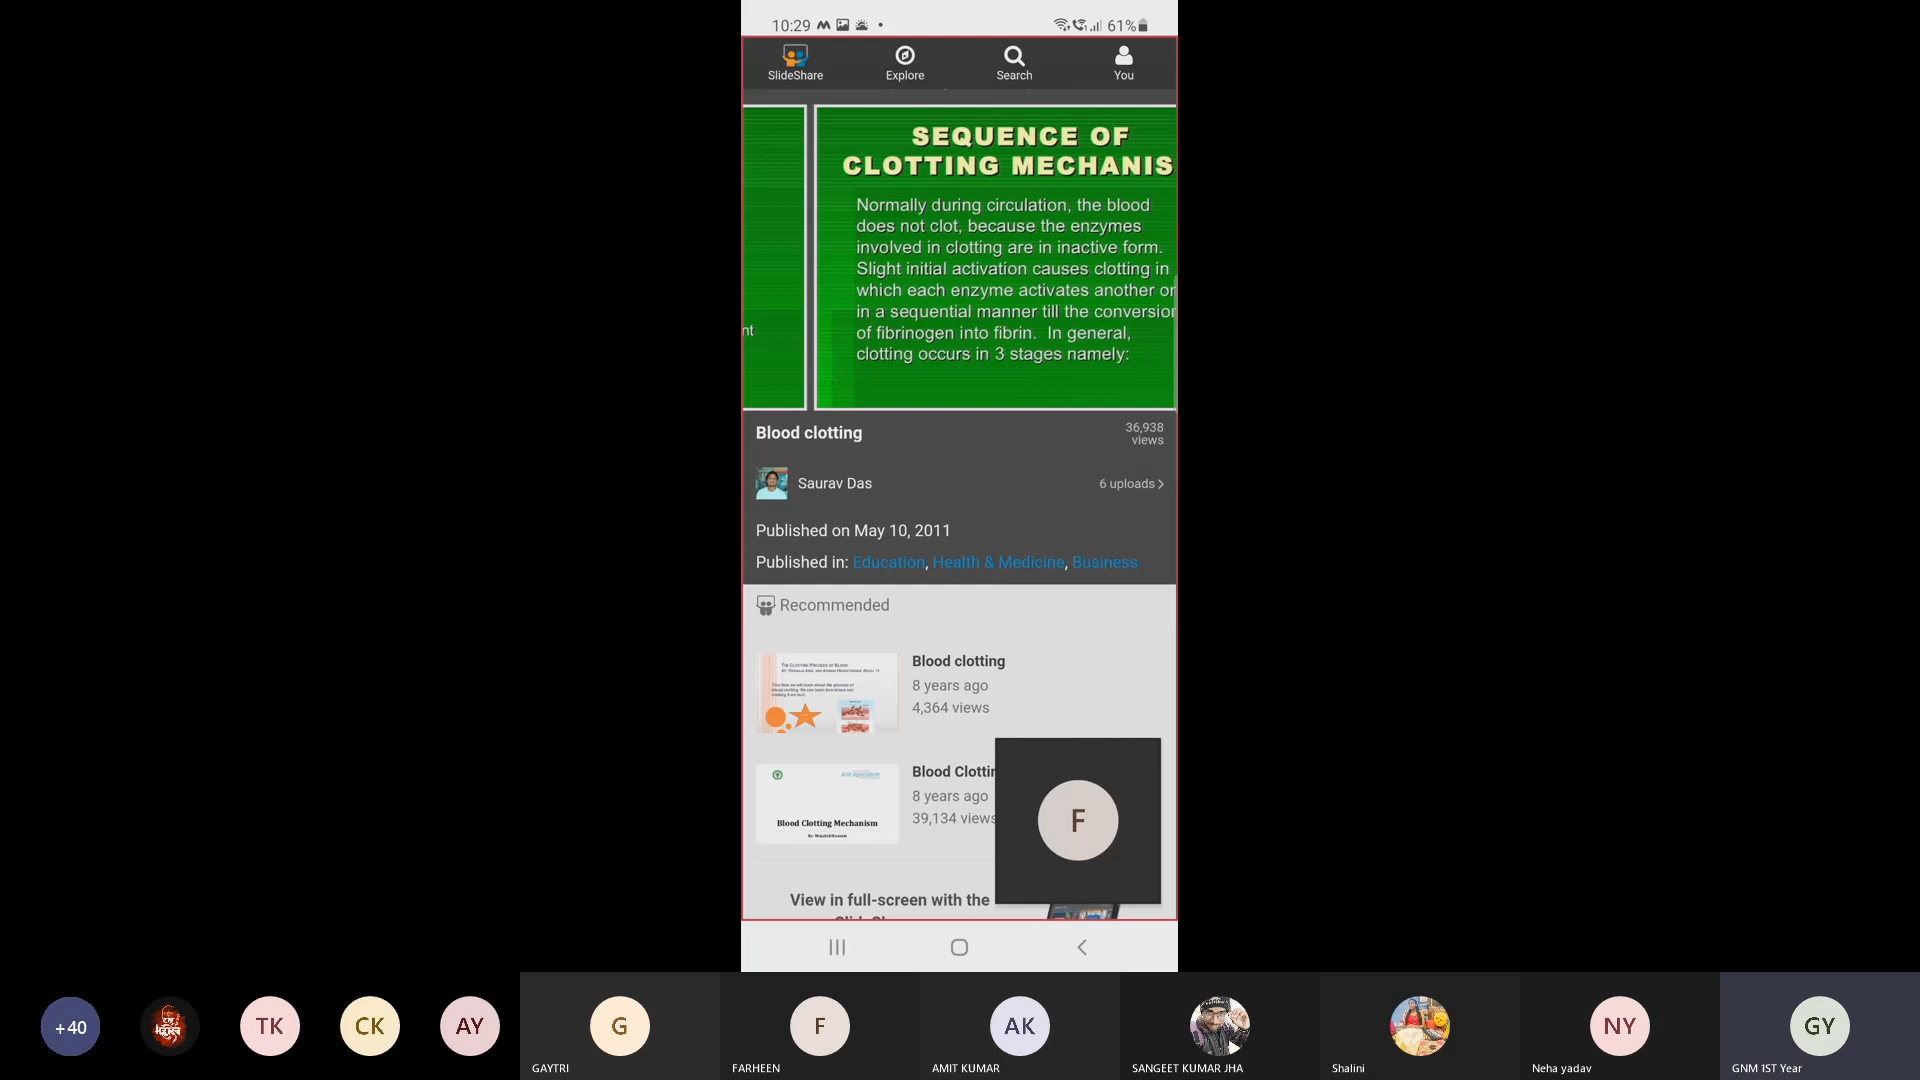 10:29
61%
SlideShare
Explore
Search
You
SEQUENCE OF
CLOTTING MECHANIS
Normally during circulation, the blood
does not clot, because the enzymes
involved in clotting are in inactive form.
Slight initial activation causes clotting in
which each enzyme activates another or
in a sequential manner till the conversion
of fibrinogen into fibrin. In general,
clotting occurs in 3 stages namely:
nt
Blood clotting
36,938
views
Saurav Das
6 uploads
Published on May 10, 2011
Published in: Education, Health & Medicine, Business
Recommended
Blood clotting
8 years ago
4,364 views
Blood Clottin
8 years ago
39,134 views
Blood Clotting Mechanism
F
View in full-screen with the
+40
TK
CK
AY
G
GAYTRI
F
FARHEEN
AK
AMIT KUMAR
SANGEET KUMAR JHA
Shalini
NY
Neha yadav
GY
GNM 1ST Year